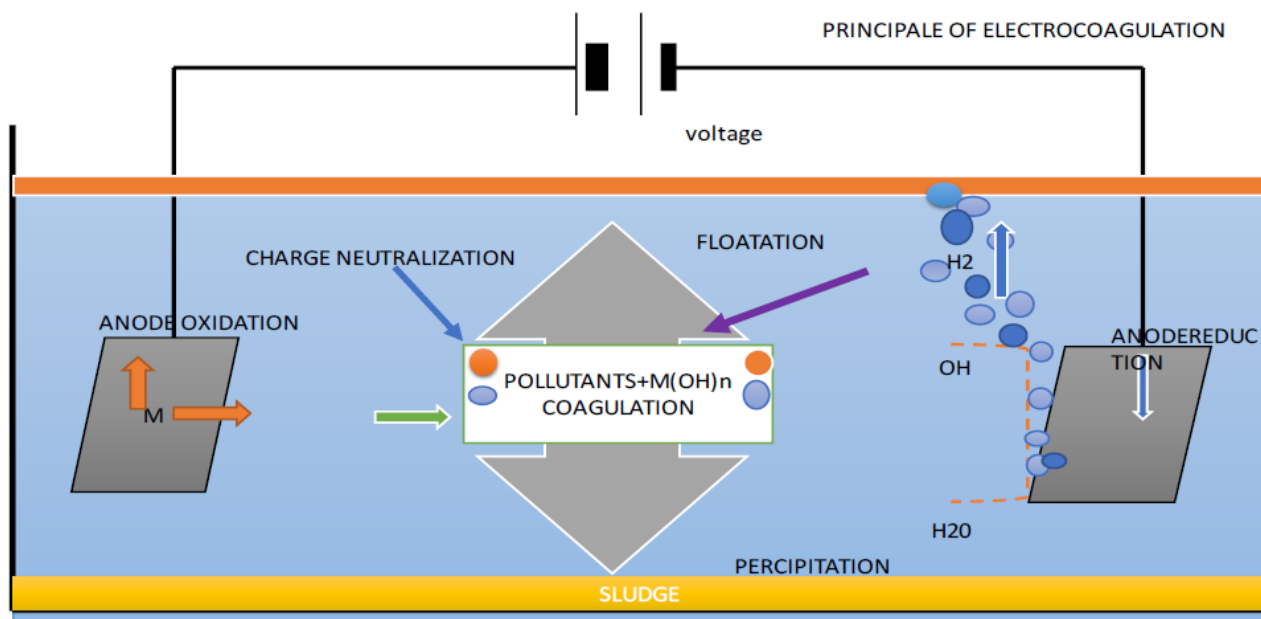 PRINCIPALE OF ELECTROCOAGULATION
voltage
CHARGE NEUTRALIZATION
FLOATATION
H2
ANODE OXIDATION
ANODEREDUC
TION
OH
M
POLLUTANTS+M(OH)n
COAGULATION
H20
PERCIPITATION
SLUDGE